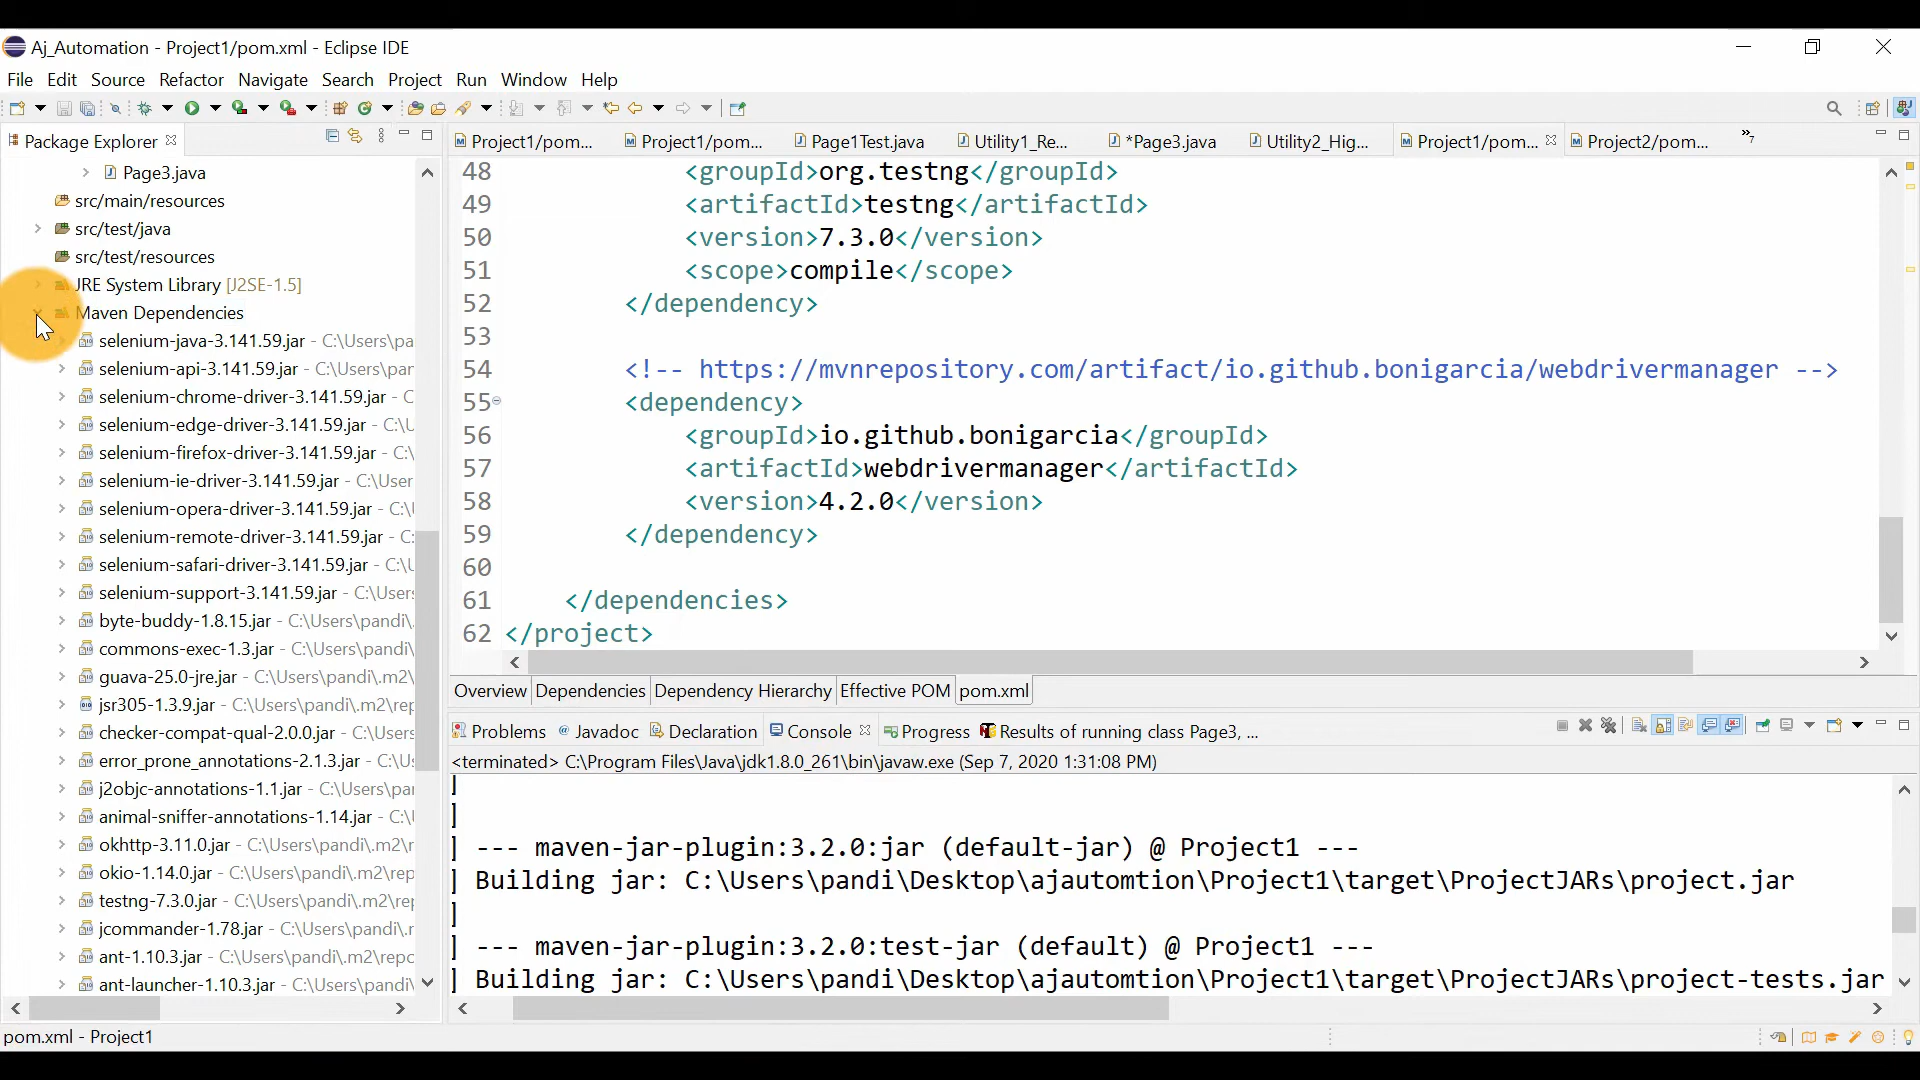 Aj_Automation - Project1/pom.xml - Eclipse IDE
File Edit Source Refactor Navigate Search Project Run Window Help
Package Explorer
Project1/pom... Project1/pom... Page1Test.java Utility1_Re... *Page3.java Utility2_Hig... Project1/pom... Project2/pom... »7
Page3.java
src/main/resources
src/test/java
src/test/resources
JRE System Library [J2SE-1.5]
Maven Dependencies
selenium-java-3.141.59.jar - C:\Users\pa
selenium-api-3.141.59.jar - C:\Users\par
selenium-chrome-driver-3.141.59.jar - C
selenium-edge-driver-3.141.59.jar - C:\U
selenium-firefox-driver-3.141.59.jar - C:\
selenium-ie-driver-3.141.59.jar - C:\User
selenium-opera-driver-3.141.59.jar - C:\
selenium-remote-driver-3.141.59.jar - C:
selenium-safari-driver-3.141.59.jar - C:\U
selenium-support-3.141.59.jar - C:\Users
byte-buddy-1.8.15.jar - C:\Users\pandi\.
commons-exec-1.3.jar - C:\Users\pandi\
guava-25.0-jre.jar - C:\Users\pandi\.m2\
jsr305-1.3.9.jar - C:\Users\pandi\.m2\rep
checker-compat-qual-2.0.0.jar - C:\Users
error_prone_annotations-2.1.3.jar - C:\Us
j2objc-annotations-1.1.jar - C:\Users\par
animal-sniffer-annotations-1.14.jar - C:\U
okhttp-3.11.0.jar - C:\Users\pandi\.m2\r
okio-1.14.0.jar - C:\Users\pandi\.m2\rep
testng-7.3.0.jar - C:\Users\pandi\.m2\rep
jcommander-1.78.jar - C:\Users\pandi\.r
ant-1.10.3.jar - C:\Users\pandi\.m2\repc
ant-launcher-1.10.3.jar - C:\Users\pandi\
48 <groupId>org.testng</groupId>
49 <artifactId>testng</artifactId>
50 <version>7.3.0</version>
51 <scope>compile</scope>
52 </dependency>
53
54 <!-- https://mvnrepository.com/artifact/io.github.bonigarcia/webdrivermanager -->
55 <dependency>
56 <groupId>io.github.bonigarcia</groupId>
57 <artifactId>webdrivermanager</artifactId>
58 <version>4.2.0</version>
59 </dependency>
60
61 </dependencies>
62 </project>
Overview Dependencies Dependency Hierarchy Effective POM pom.xml
Problems Javadoc Declaration Console Progress Results of running class Page3, ...
<terminated> C:\Program Files\Java\jdk1.8.0_261\bin\javaw.exe (Sep 7, 2020 1:31:08 PM)
]
]
] --- maven-jar-plugin:3.2.0:jar (default-jar) @ Project1 ---
] Building jar: C:\Users\pandi\Desktop\ajautomtion\Project1\target\ProjectJARs\project.jar
]
] --- maven-jar-plugin:3.2.0:test-jar (default) @ Project1 ---
] Building jar: C:\Users\pandi\Desktop\ajautomtion\Project1\target\ProjectJARs\project-tests.jar
pom.xml - Project1